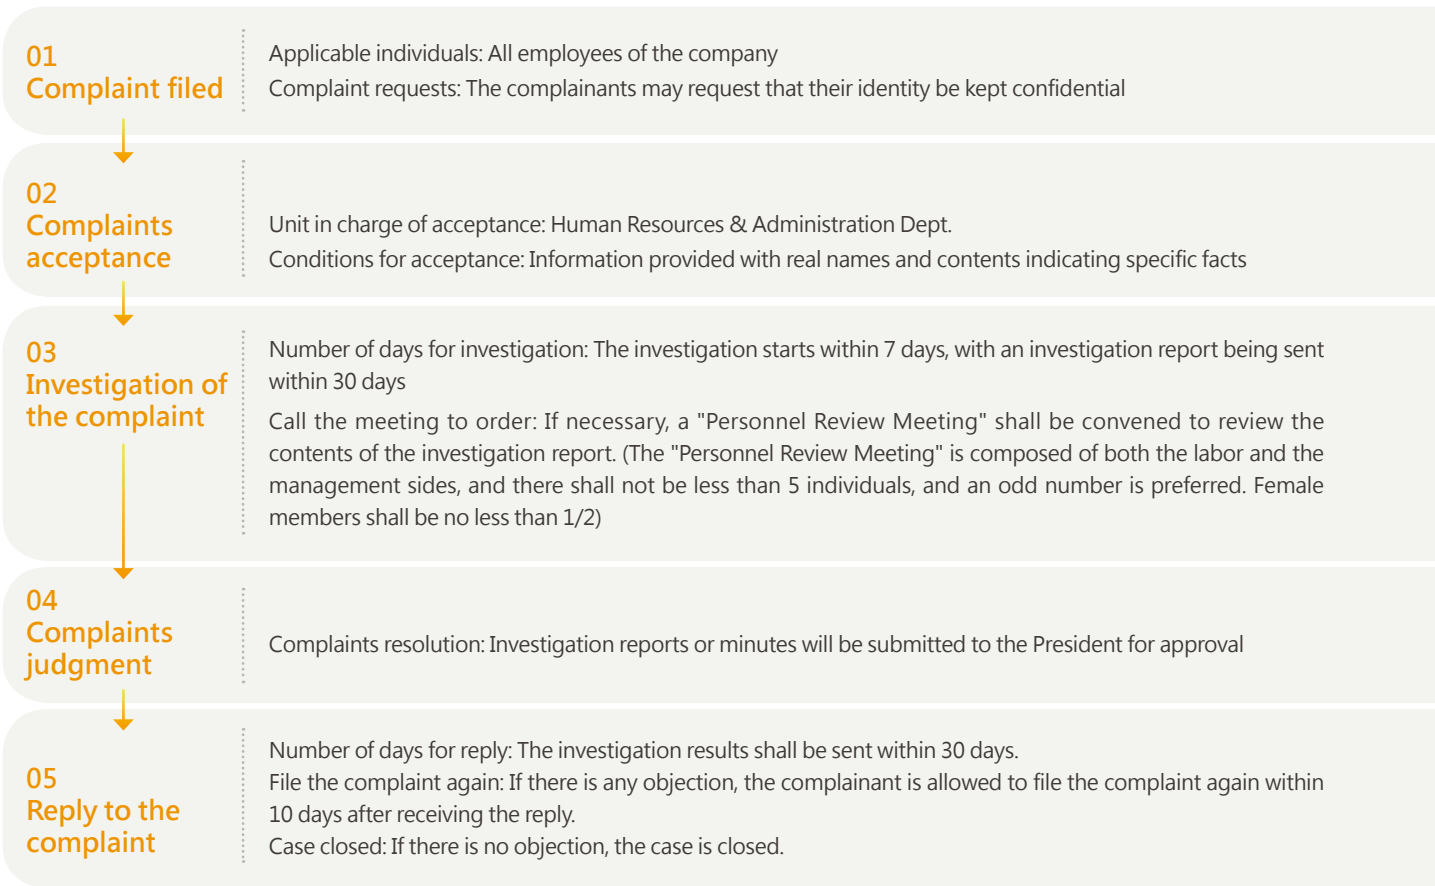 01
Complaint filed
Applicable individuals: All employees of the company
Complaint requests: The complainants may request that their identity be kept confidential
02
Complaints
acceptance
Unit in charge of acceptance: Human Resources & Administration Dept.
Conditions for acceptance: Information provided with real names and contents indicating specific facts
03
Investigation of
the complaint
Number of days for investigation: The investigation starts within 7 days, with an investigation report being sent
within 30 days
Call the meeting to order: If necessary, a "Personnel Review Meeting" shall be convened to review the
contents of the investigation report. (The "Personnel Review Meeting" is composed of both the labor and the
management sides, and there shall not be less than 5 individuals, and an odd number is preferred. Female
members shall be no less than 1/2)
04
Complaints
judgment
Complaints resolution: Investigation reports or minutes will be submitted to the President for approval
05
Reply to the
complaint
Number of days for reply: The investigation results shall be sent within 30 days.
File the complaint again: If there is any objection, the complainant is allowed to file the complaint again within
10 days after receiving the reply.
Case closed: If there is no objection, the case is closed.